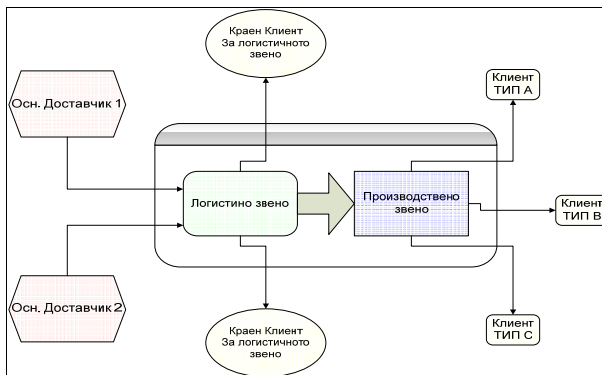 Краен Клиент
За логистичното
звено
Осн. Доставчик 1
Клиент
ТИП А
Логистино звено
Производствено
звено
Клиент
ТИП В
Осн. Доставчик 2
Краен Клиент
За логистичното
звено
Клиент
ТИП С